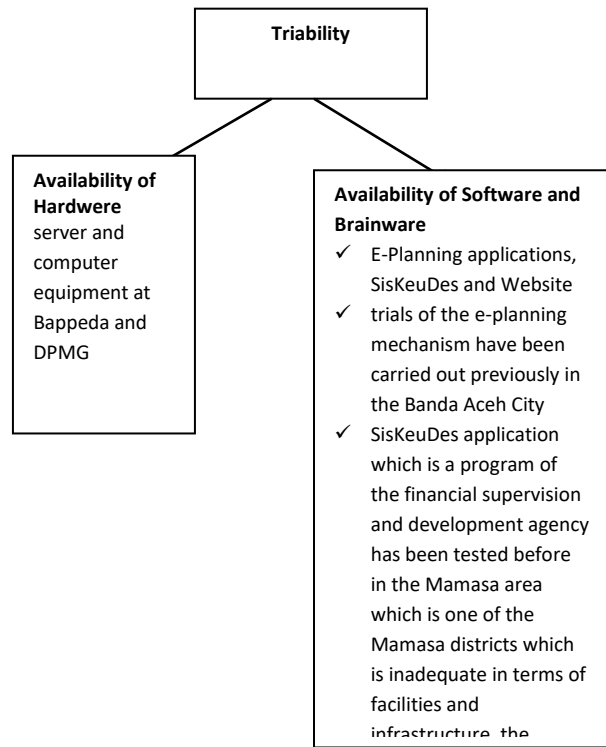 Triability
Availability of
Hardwere
server and
computer
equipment at
Bappeda and
DPMG
Availability of Software and
Brainware
✓ E-Planning applications,
SisKeuDes and Website
✓ trials of the e-planning
mechanism have been
carried out previously in
the Banda Aceh City
✓ SisKeuDes application
which is a program of
the financial supervision
and development agency
has been tested before
in the Mamasa area
which is one of the
Mamasa districts which
is inadequate in terms of
facilities and
infrastructure, the